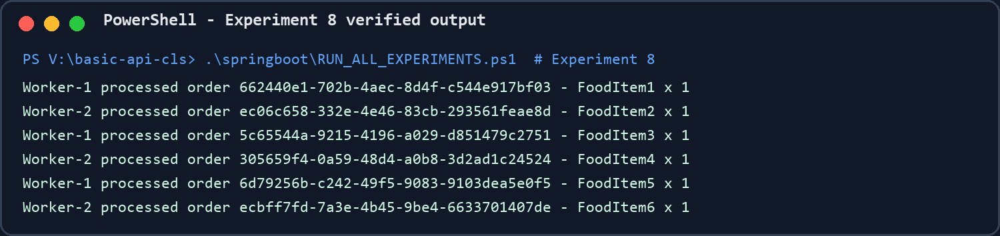 PowerShell - Experiment 8 verified output
PS V:\basic-api-cls> .\springboot\RUN_ALL_EXPERIMENTS.ps1  # Experiment 8
Worker-1 processed order 662440e1-702b-4aec-8d4f-c544e917bf03 - FoodItem1 x 1
Worker-2 processed order ec06c658-332e-4e46-83cb-293561feae8d - FoodItem2 x 1
Worker-1 processed order 5c65544a-9215-4196-a029-d851479c2751 - FoodItem3 x 1
Worker-2 processed order 305659f4-0a59-48d4-a0b8-3d2ad1c24524 - FoodItem4 x 1
Worker-1 processed order 6d79256b-c242-49f5-9083-9103dea5e0f5 - FoodItem5 x 1
Worker-2 processed order ecbff7fd-7a3e-4b45-9be4-6633701407de - FoodItem6 x 1